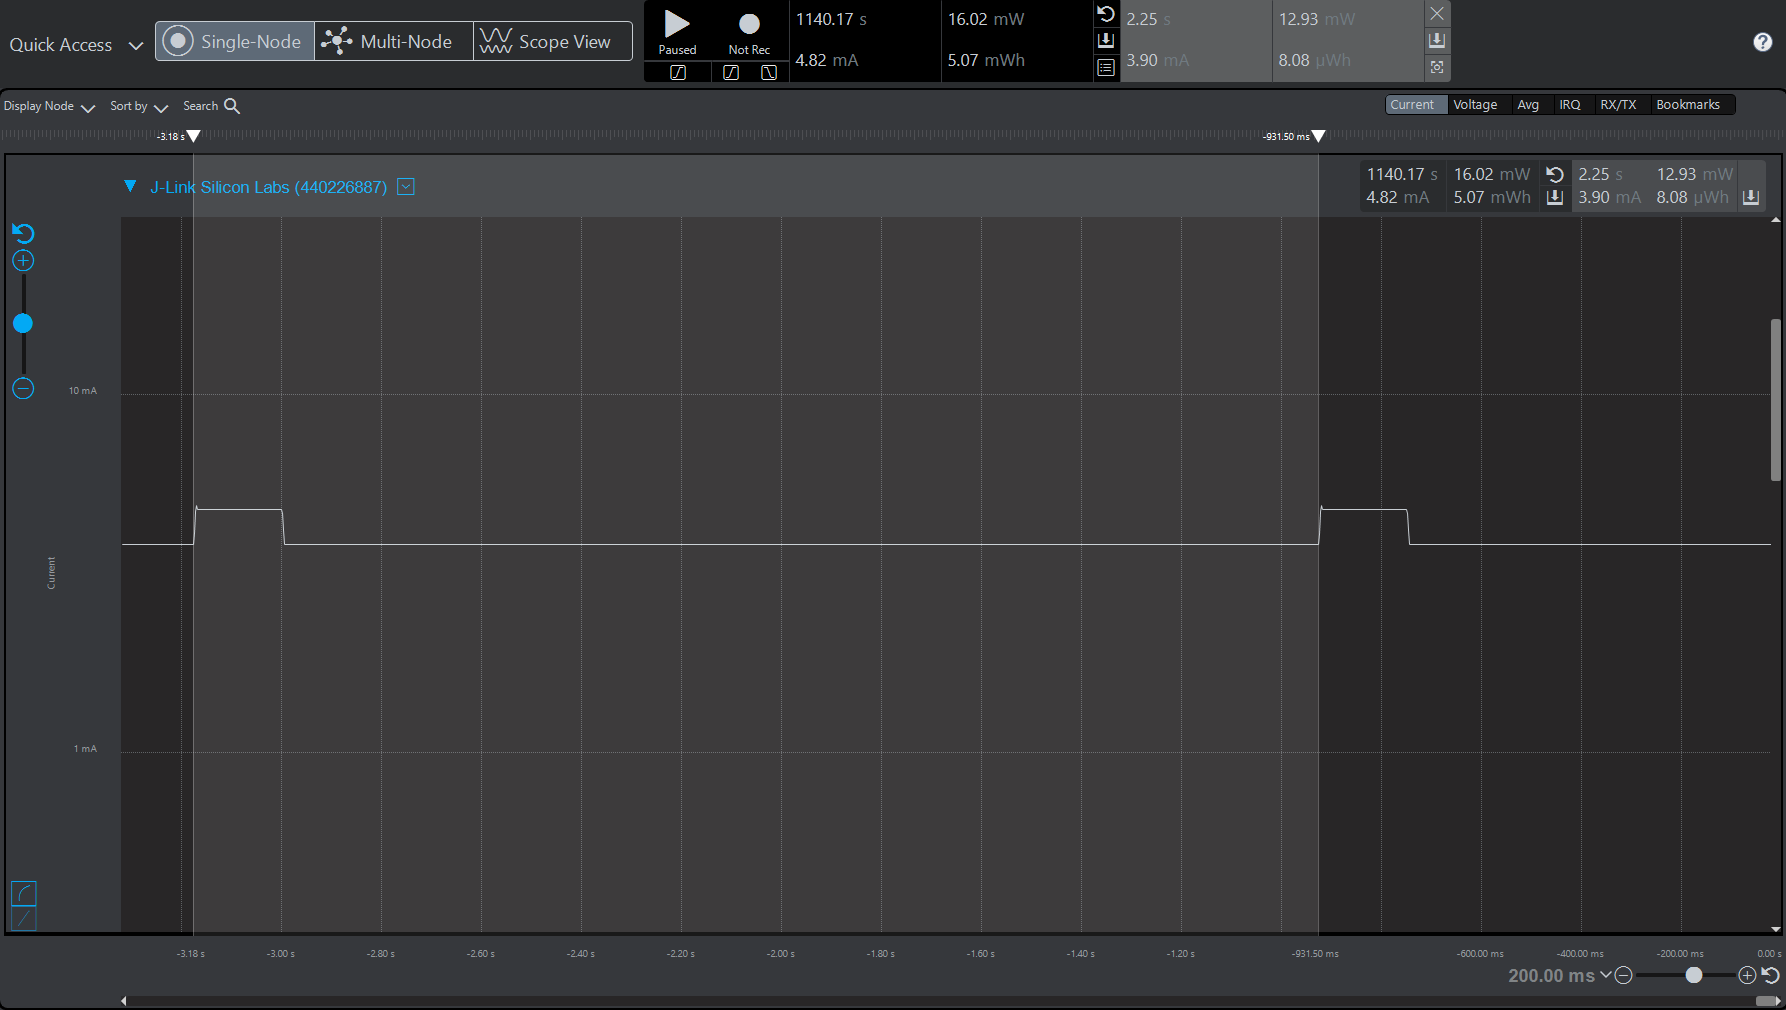 Quick Access
Single-Node
Multi-Node
Scope View
Paused
Not Rec
1140.17 s
16.02 mW
4.82 mA
5.07 mWh
2.25 s
12.93 mW
3.90 mA
8.08 µWh
?
Display Node
Sort by
Search
Current
Voltage
Avg
IRQ
RX/TX
Bookmarks
-3.18 s
-931.50 ms
J-Link Silicon Labs (440226887)
1140.17 s
16.02 mW
2.25 s
12.93 mW
4.82 mA
5.07 mWh
3.90 mA
8.08 µWh
10 mA
Current
1 mA
-3.18 s
-3.00 s
-2.80 s
-2.60 s
-2.40 s
-2.20 s
-2.00 s
-1.80 s
-1.60 s
-1.40 s
-1.20 s
-931.50 ms
-600.00 ms
-400.00 ms
-200.00 ms
0.00 s
200.00 ms